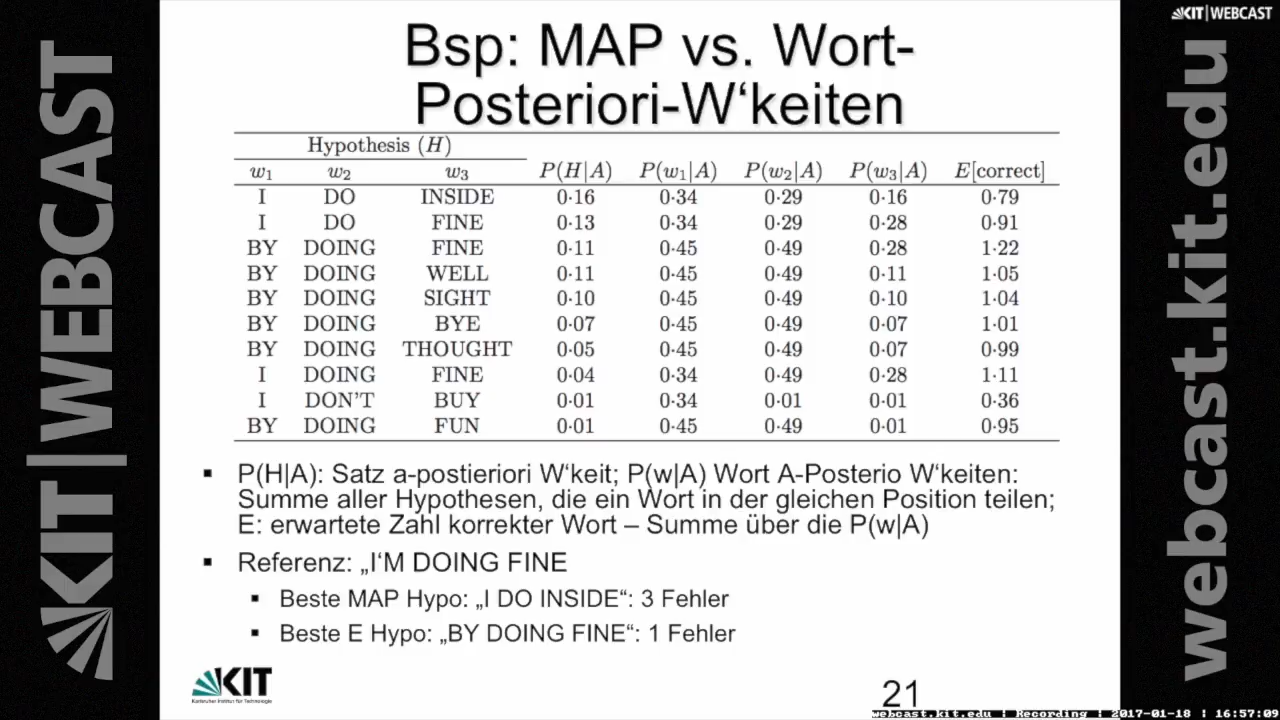 KIT|WEBCAST
KIT|WEBCAST
webcast.kit.edu
Bsp: MAP vs. Wort-
Posteriori-W‘keiten
Hypothesis (H)
w1 w2 w3 P(H|A) P(w1|A) P(w2|A) P(w3|A) E[correct]
I DO INSIDE 0·16 0·34 0·29 0·16 0·79
I DO FINE 0·13 0·34 0·29 0·28 0·91
BY DOING FINE 0·11 0·45 0·49 0·28 1·22
BY DOING WELL 0·11 0·45 0·49 0·11 1·05
BY DOING SIGHT 0·10 0·45 0·49 0·10 1·04
BY DOING BYE 0·07 0·45 0·49 0·07 1·01
BY DOING THOUGHT 0·05 0·45 0·49 0·07 0·99
I DOING FINE 0·04 0·34 0·49 0·28 1·11
I DON'T BUY 0·01 0·34 0·01 0·01 0·36
BY DOING FUN 0·01 0·45 0·49 0·01 0·95
▪ P(H|A): Satz a-postieriori W‘keit; P(w|A) Wort A-Posterio W‘keiten:
Summe aller Hypothesen, die ein Wort in der gleichen Position teilen;
E: erwartete Zahl korrekter Wort – Summe über die P(w|A)
▪ Referenz: „I‘M DOING FINE
▪ Beste MAP Hypo: „I DO INSIDE“: 3 Fehler
▪ Beste E Hypo: „BY DOING FINE“: 1 Fehler
KIT
Karlsruher Institut für Technologie
21
webcast.kit.edu | Recording | 2017-01-18 | 16:57:09